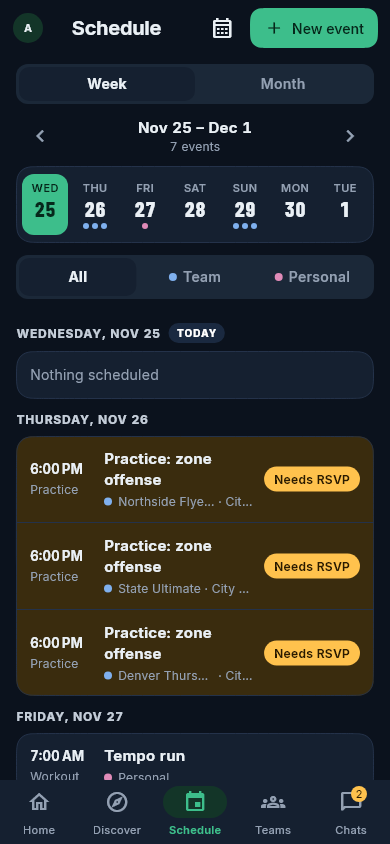 A
Schedule
New event
Week
Month
Nov 25 – Dec 1
7 events
WED THU FRI SAT SUN MON TUE
25 26 27 28 29 30 1
All
Team
Personal
WEDNESDAY, NOV 25
TODAY
Nothing scheduled
THURSDAY, NOV 26
6:00 PM
Practice
Practice: zone
offense
Northside Flye... · Cit...
Needs RSVP
6:00 PM
Practice
Practice: zone
offense
State Ultimate · City ...
Needs RSVP
6:00 PM
Practice
Practice: zone
offense
Denver Thurs... · Cit...
Needs RSVP
FRIDAY, NOV 27
7:00 AM
Workout
Tempo run
Personal
2
Home
Discover
Schedule
Teams
Chats